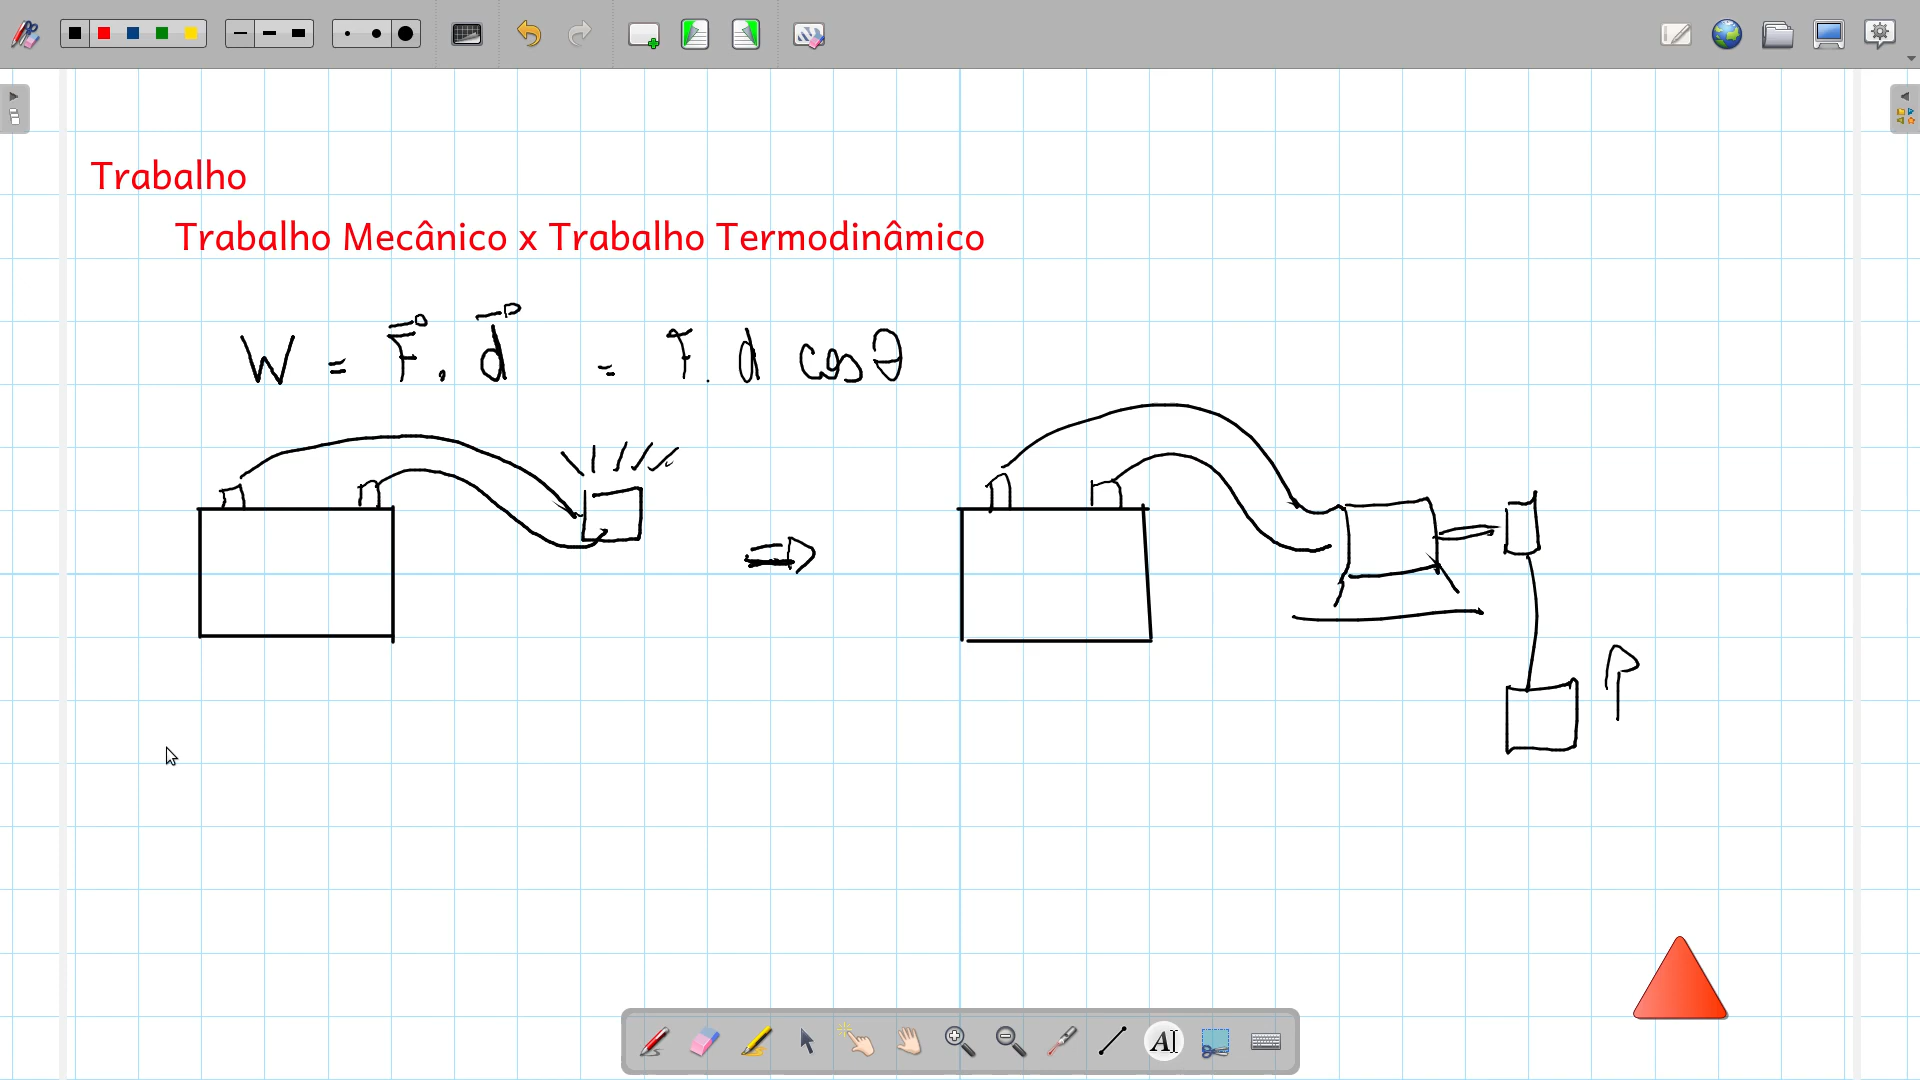 Trabalho
Trabalho Mecânico x Trabalho Termodinâmico
W = F . d = F . d cos θ
P